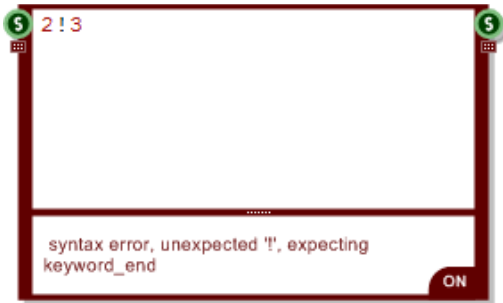 S
S
2!3
syntax error, unexpected '!', expecting
keyword_end
ON